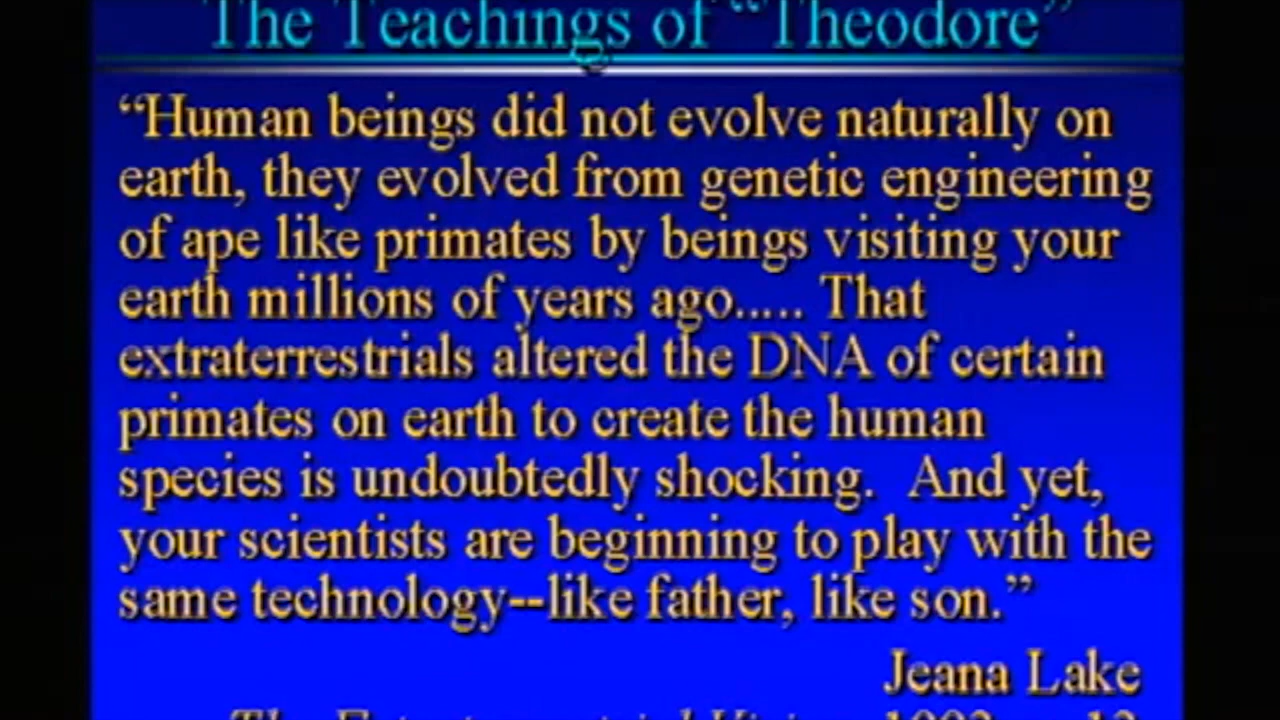 The Teachings of “Theodore”
“Human beings did not evolve naturally on
earth, they evolved from genetic engineering
of ape like primates by beings visiting your
earth millions of years ago..... That
extraterrestrials altered the DNA of certain
primates on earth to create the human
species is undoubtedly shocking.  And yet,
your scientists are beginning to play with the
same technology--like father, like son.”
Jeana Lake
The